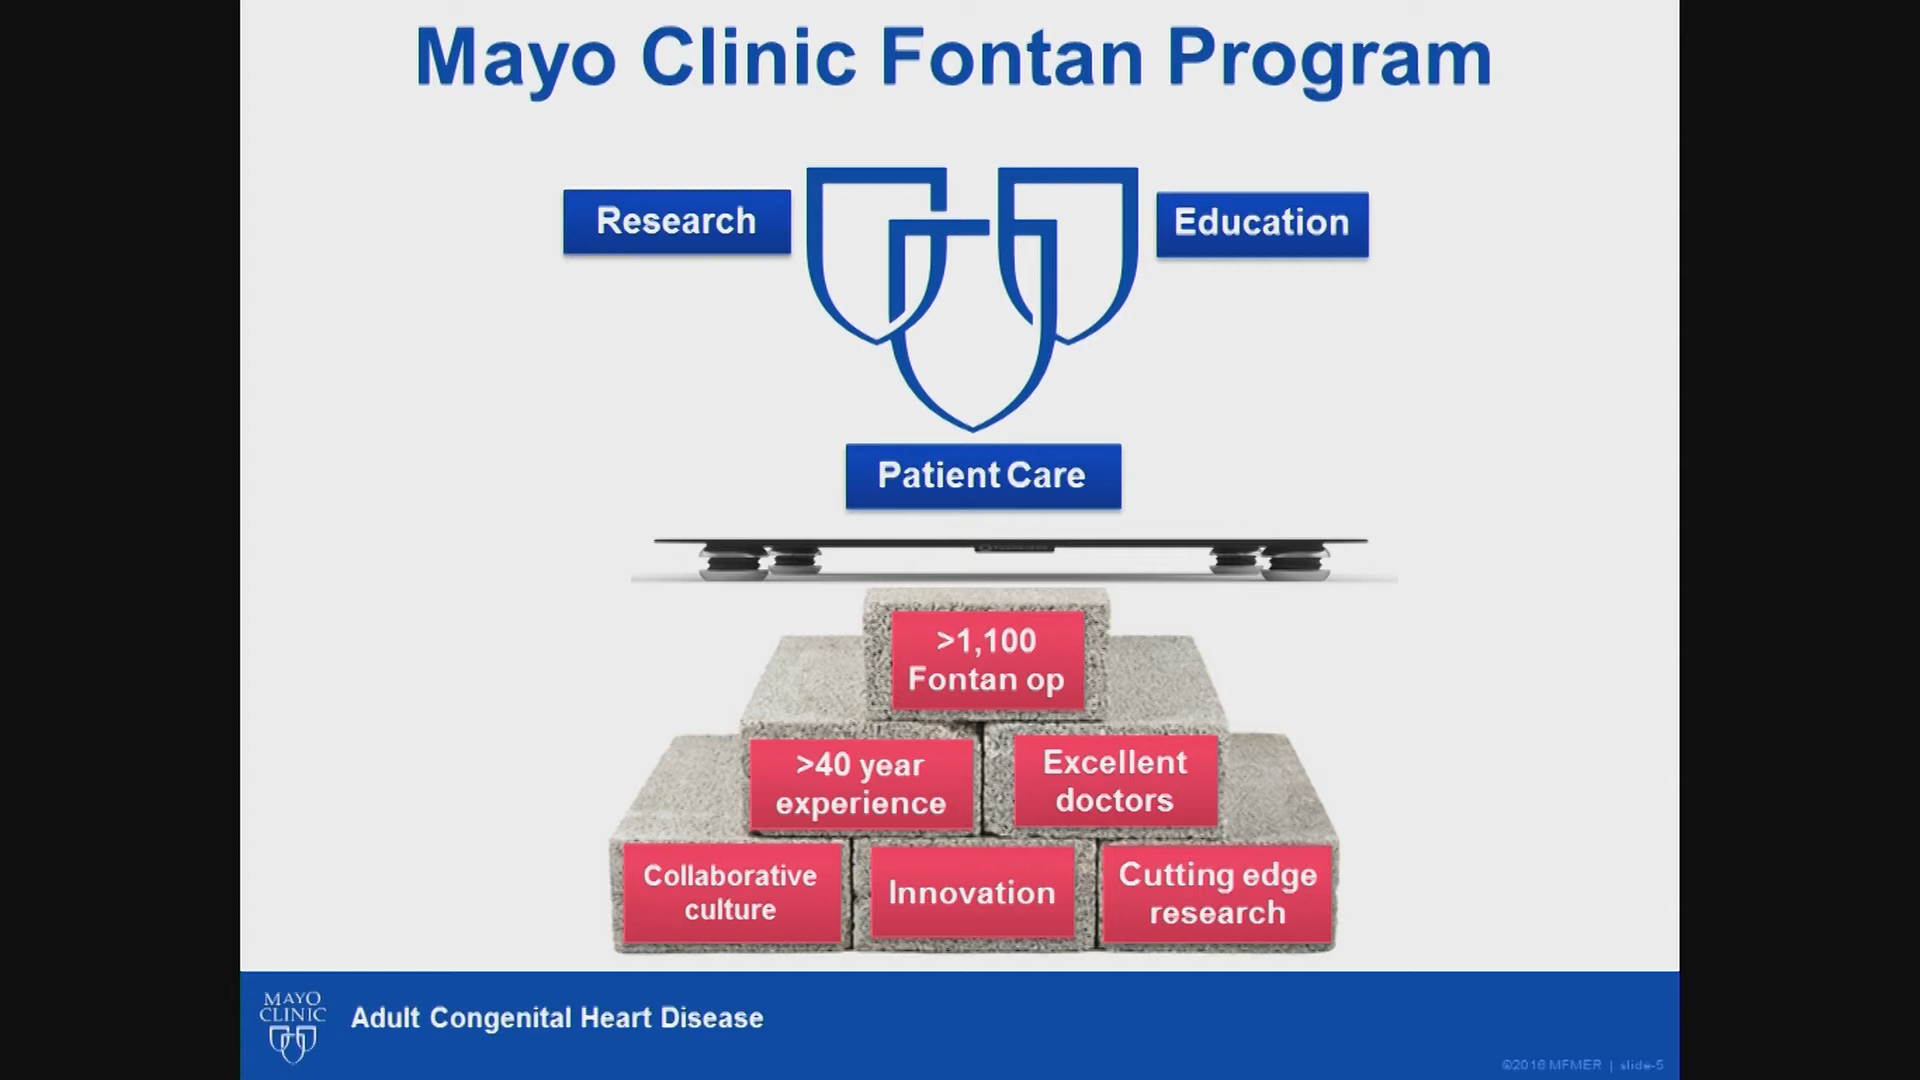 Mayo Clinic Fontan Program
Research
Education
Patient Care
>1,100
Fontan op
>40 year
experience
Excellent
doctors
Collaborative
culture
Innovation
Cutting edge
research
MAYO
CLINIC
Adult Congenital Heart Disease
©2016 MFMER | slide-5